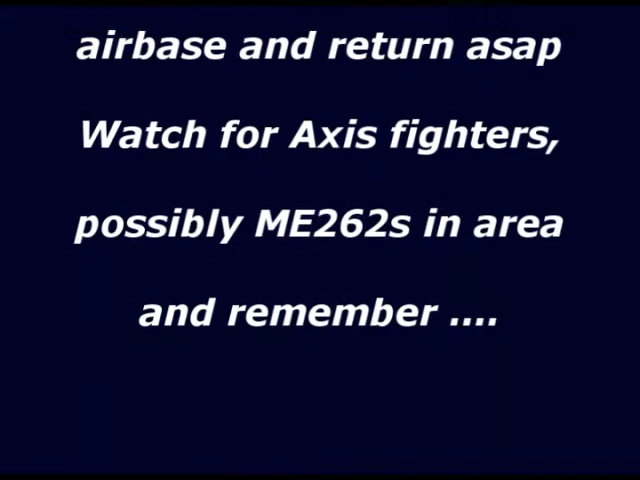 airbase and return asap
Watch for Axis fighters,
possibly ME262s in area
and remember ....